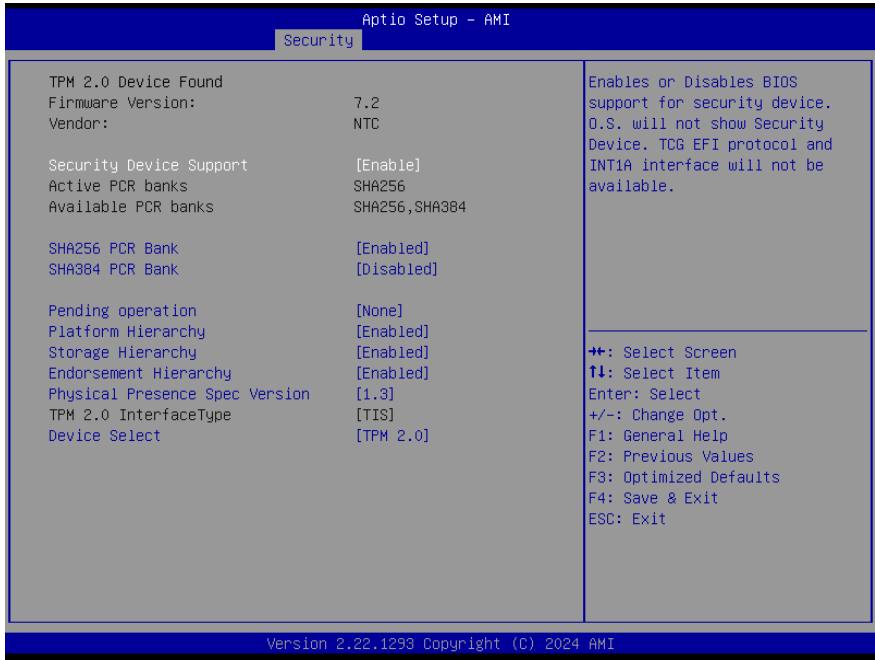 Aptio Setup – AMI
Security
TPM 2.0 Device Found
Firmware Version: 7.2
Vendor: NTC
Security Device Support [Enable]
Active PCR banks SHA256
Available PCR banks SHA256,SHA384
SHA256 PCR Bank [Enabled]
SHA384 PCR Bank [Disabled]
Pending operation [None]
Platform Hierarchy [Enabled]
Storage Hierarchy [Enabled]
Endorsement Hierarchy [Enabled]
Physical Presence Spec Version [1.3]
TPM 2.0 InterfaceType [TIS]
Device Select [TPM 2.0]
Enables or Disables BIOS
support for security device.
O.S. will not show Security
Device. TCG EFI protocol and
INT1A interface will not be
available.
→←: Select Screen
↑↓: Select Item
Enter: Select
+/-: Change Opt.
F1: General Help
F2: Previous Values
F3: Optimized Defaults
F4: Save & Exit
ESC: Exit
Version 2.22.1293 Copyright (C) 2024 AMI